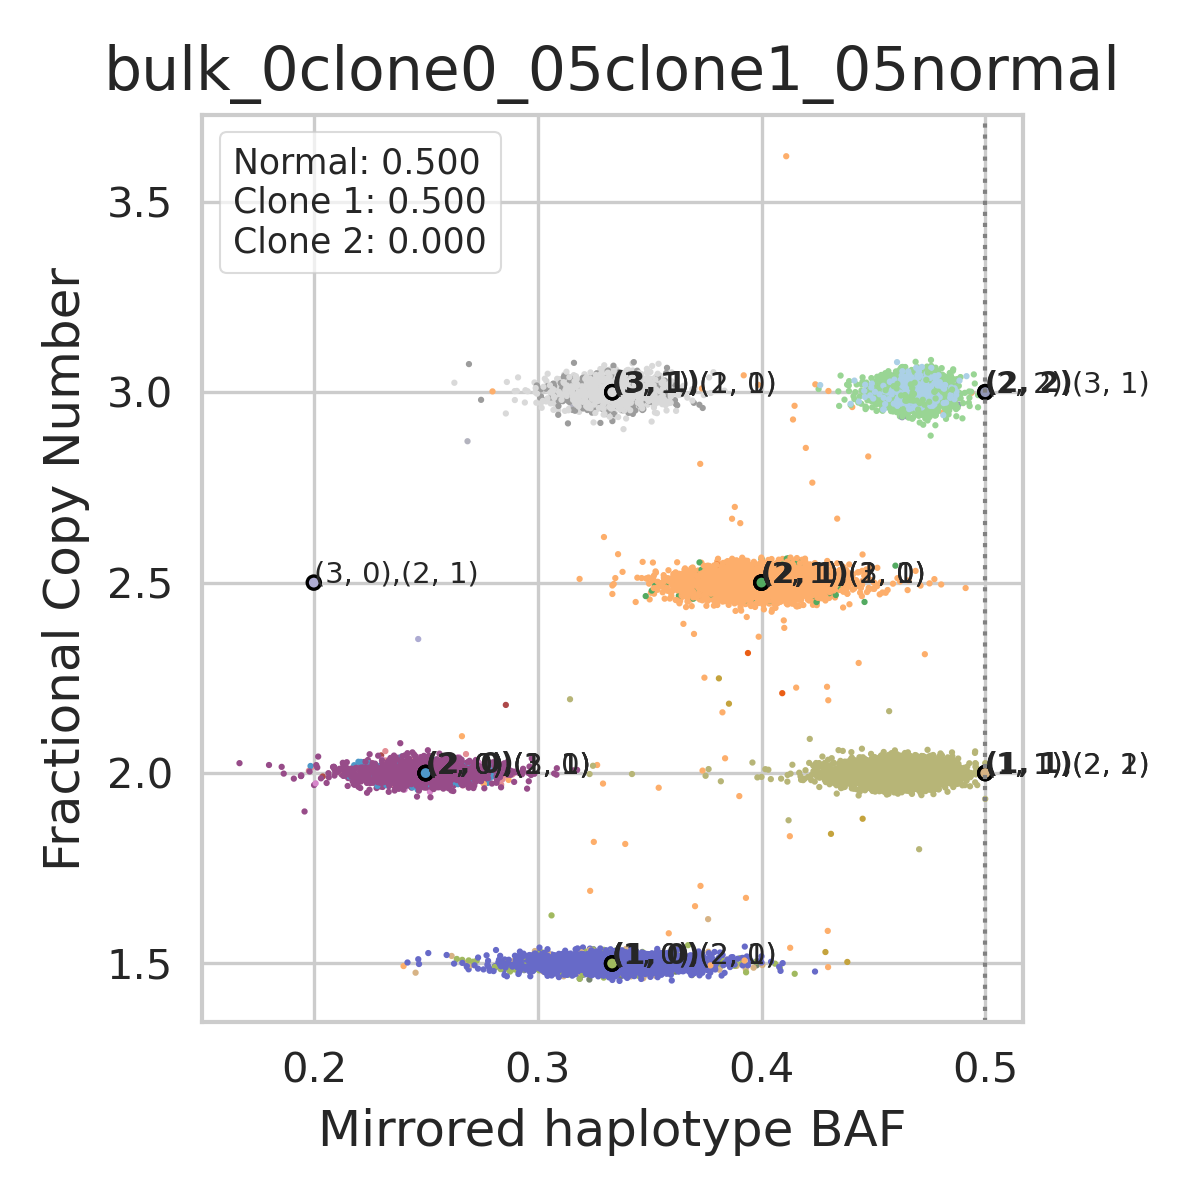 bulk_0clone0_05clone1_05normal
Normal: 0.500
Clone 1: 0.500
Clone 2: 0.000
3.5
3.0
2.5
2.0
1.5
Fractional Copy Number
(3, 1)
(2, 2)
(3, 1)
(3, 0),(2, 1)
(2, 1)
(2, 0)
(1, 1)
(1, 0)
(2, 1)
0.2
0.3
0.4
0.5
Mirrored haplotype BAF